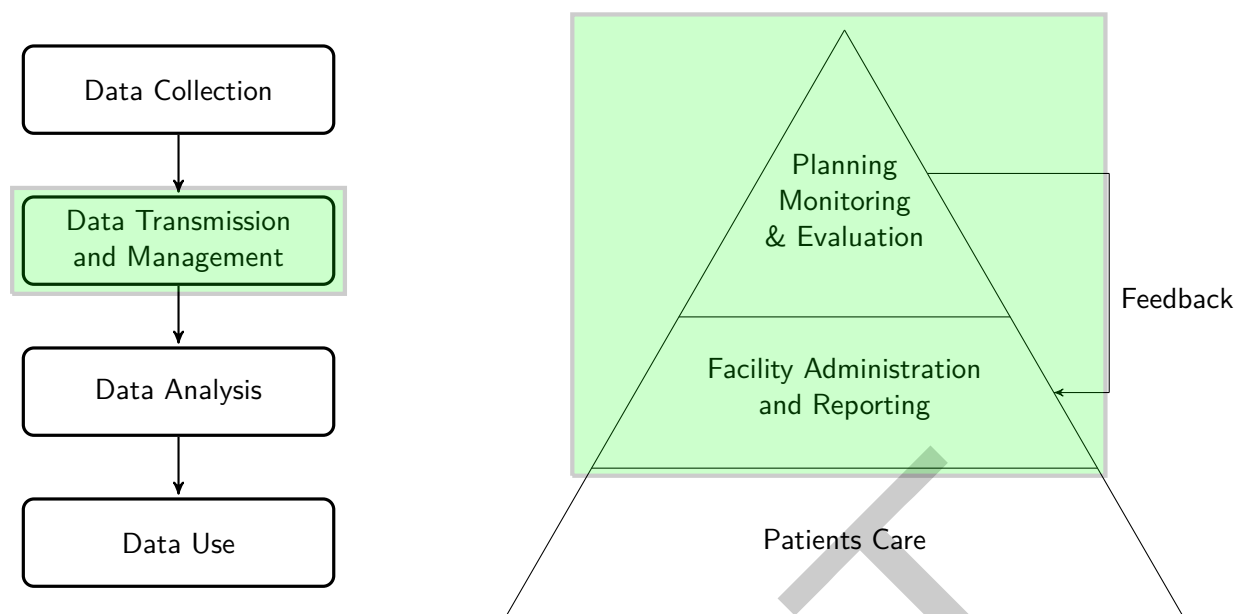 Data Collection
Data Transmission
and Management
Data Analysis
Data Use
Planning
Monitoring
& Evaluation
Feedback
Facility Administration
and Reporting
Patients Care